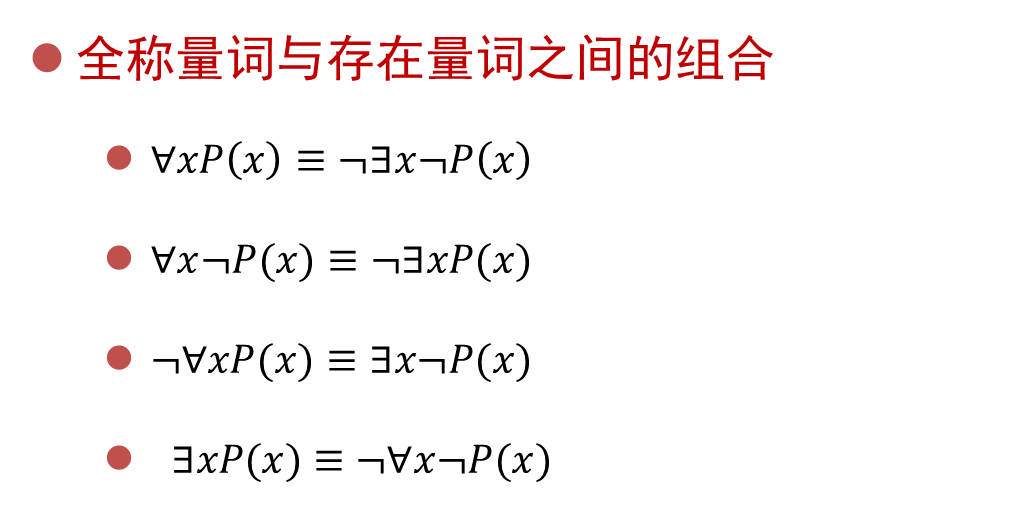 ● 全称量词与存在量词之间的组合
● ∀𝑥𝑃(𝑥) ≡ ¬∃𝑥¬𝑃(𝑥)
● ∀𝑥¬𝑃(𝑥) ≡ ¬∃𝑥𝑃(𝑥)
● ¬∀𝑥𝑃(𝑥) ≡ ∃𝑥¬𝑃(𝑥)
● ∃𝑥𝑃(𝑥) ≡ ¬∀𝑥¬𝑃(𝑥)